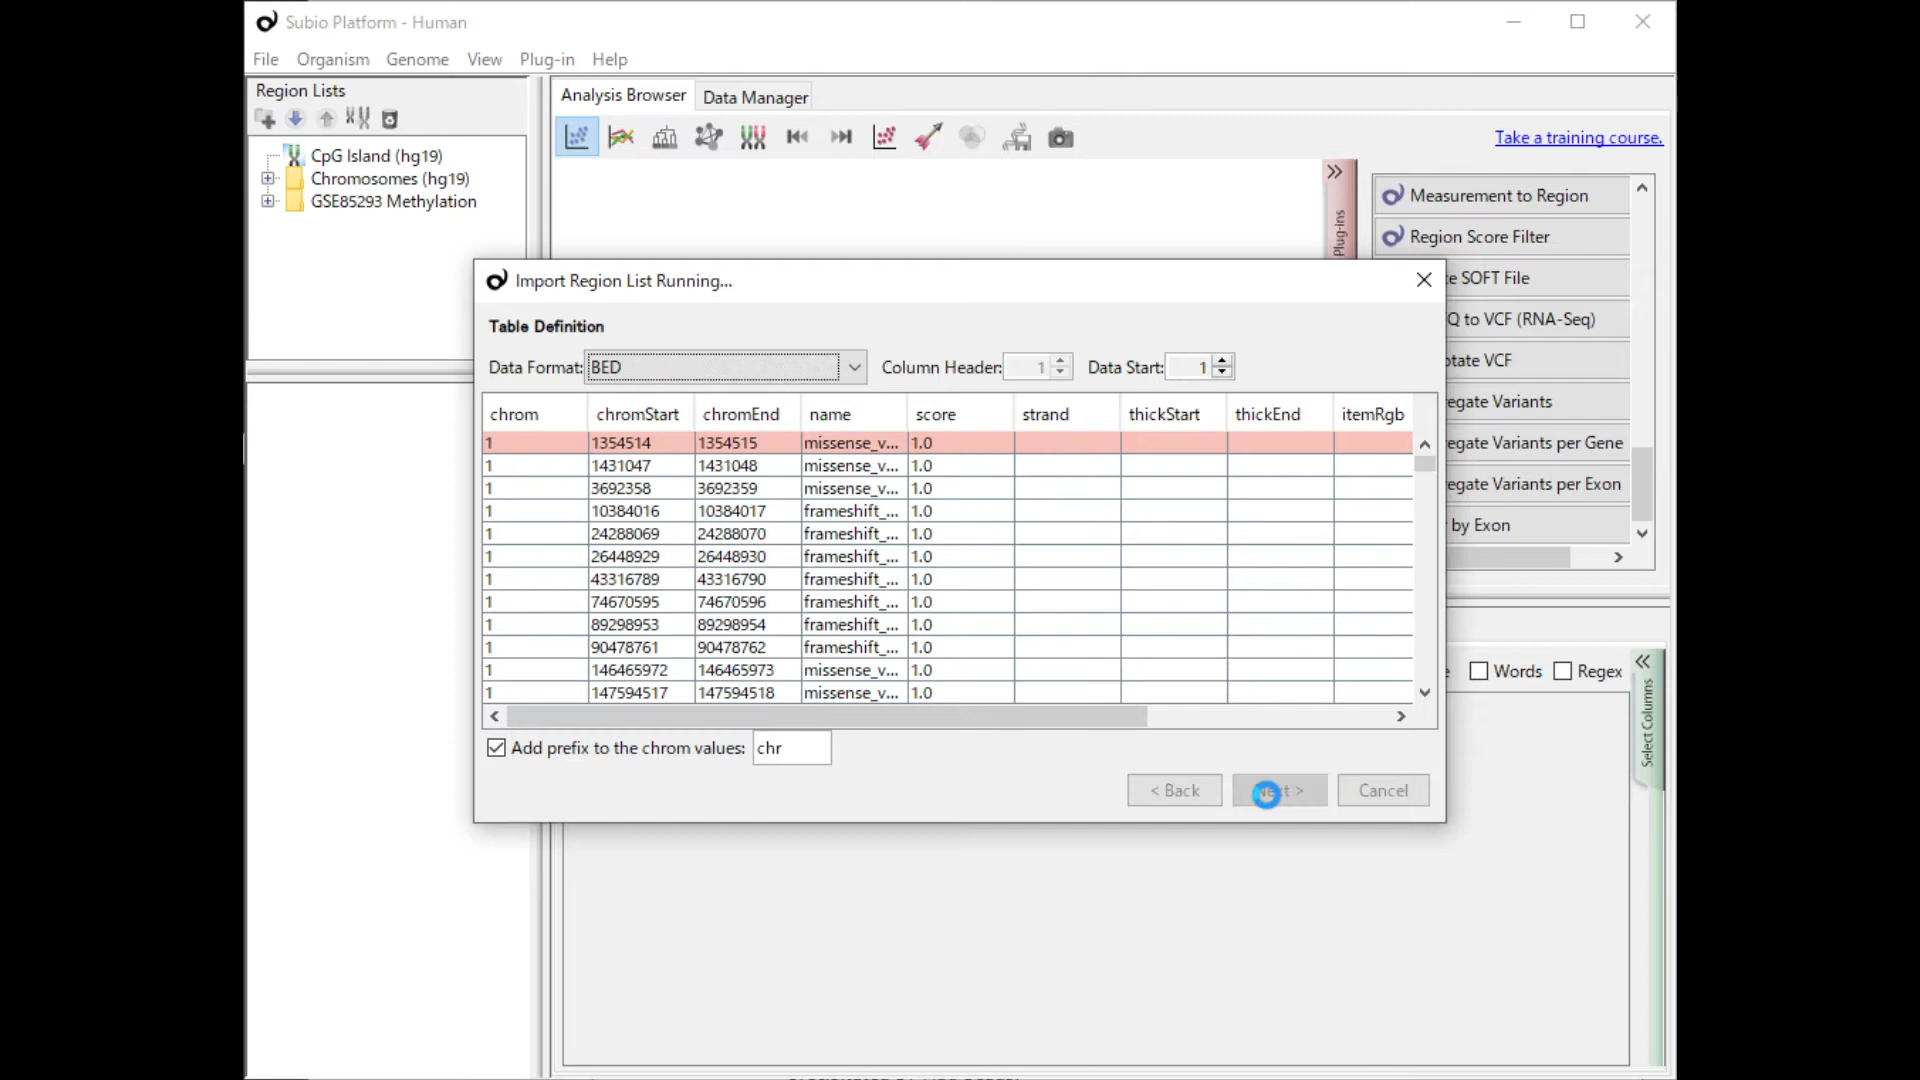 Subio Platform - Human
File Organism Genome View Plug-in Help
Region Lists
CpG Island (hg19)
Chromosomes (hg19)
GSE85293 Methylation
Analysis Browser Data Manager
Take a training course.
Plug-ins
Measurement to Region
Region Score Filter
te SOFT File
Q to VCF (RNA-Seq)
otate VCF
egate Variants
regate Variants per Gene
regate Variants per Exon
by Exon
Import Region List Running...
Table Definition
Data Format: BED Column Header: 1 Data Start: 1
chrom chromStart chromEnd name score strand thickStart thickEnd itemRgb
1 1354514 1354515 missense_v... 1.0
1 1431047 1431048 missense_v... 1.0
1 3692358 3692359 missense_v... 1.0
1 10384016 10384017 frameshift_... 1.0
1 24288069 24288070 frameshift_... 1.0
1 26448929 26448930 frameshift_... 1.0
1 43316789 43316790 frameshift_... 1.0
1 74670595 74670596 frameshift_... 1.0
1 89298953 89298954 frameshift_... 1.0
1 90478761 90478762 frameshift_... 1.0
1 146465972 146465973 missense_v... 1.0
1 147594517 147594518 missense_v... 1.0
Add prefix to the chrom values: chr
< Back Next > Cancel
e Words Regex
Select Columns